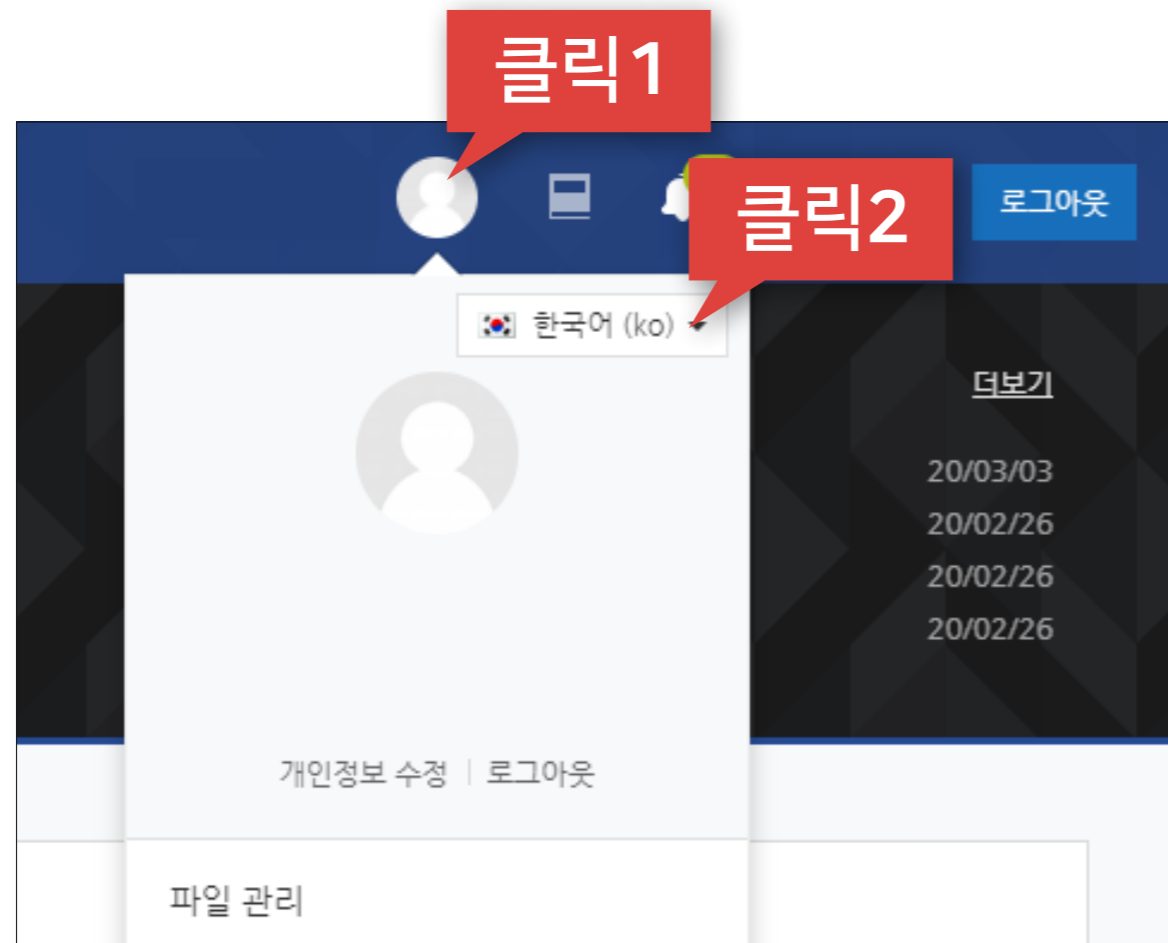 클릭1
클릭2
로그아웃
한국어 (ko)
더보기
20/03/03
20/02/26
20/02/26
20/02/26
개인정보 수정
로그아웃
파일 관리